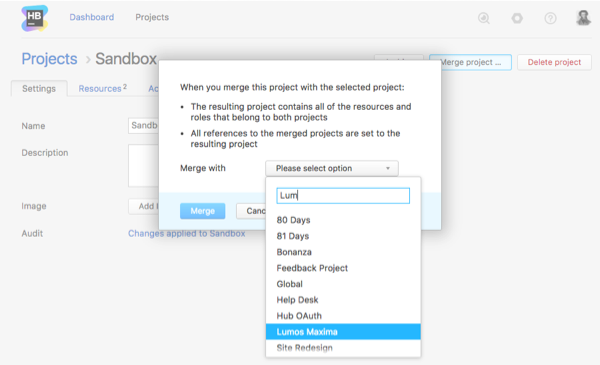 HB
Dashboard Projects
Projects › Sandbox
Merge project ... Delete project
Settings Resources 2
Name
Description
Image
Audit Changes applied to Sandbox
When you merge this project with the selected project:
• The resulting project contains all of the resources and
roles that belong to both projects
• All references to the merged projects are set to the
resulting project
Merge with Please select option
Merge
Lum
80 Days
81 Days
Bonanza
Feedback Project
Global
Help Desk
Hub OAuth
Lumos Maxima
Site Redesign